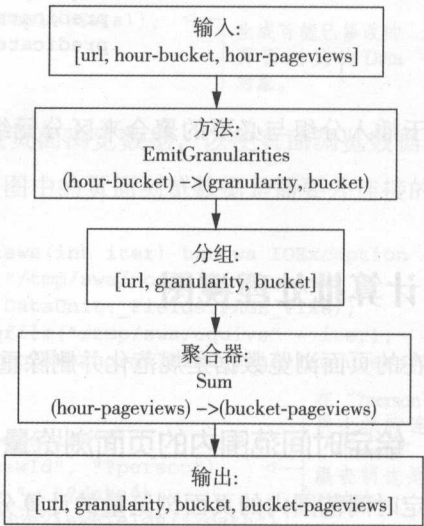 输入:
[url, hour-bucket, hour-pageviews]
方法:
EmitGranularities
(hour-bucket) –>(granularity, bucket)
分组:
[url, granularity, bucket]
聚合器:
Sum
(hour-pageviews) –>(bucket-pageviews)
输出:
[url, granularity, bucket, bucket-pageviews]